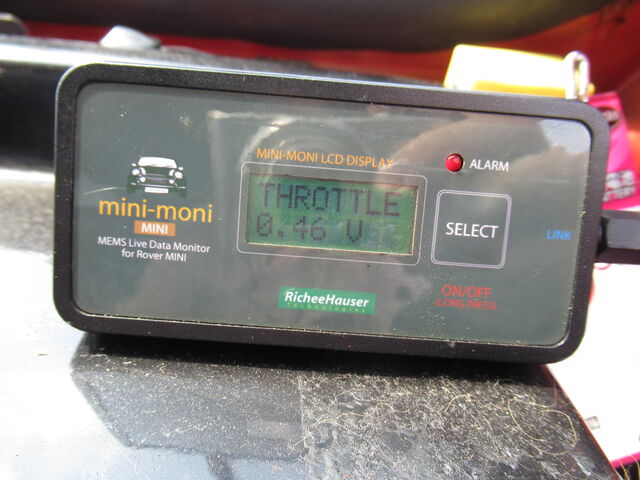 MINI-MONI LCD DISPLAY
ALARM
THROTTLE
0.46 V
mini-moni
MINI
MEMS Live Data Monitor
for Rover MINI
SELECT
LINK
RicheeHauser
Technologies
ON/OFF
(LONG PRESS)